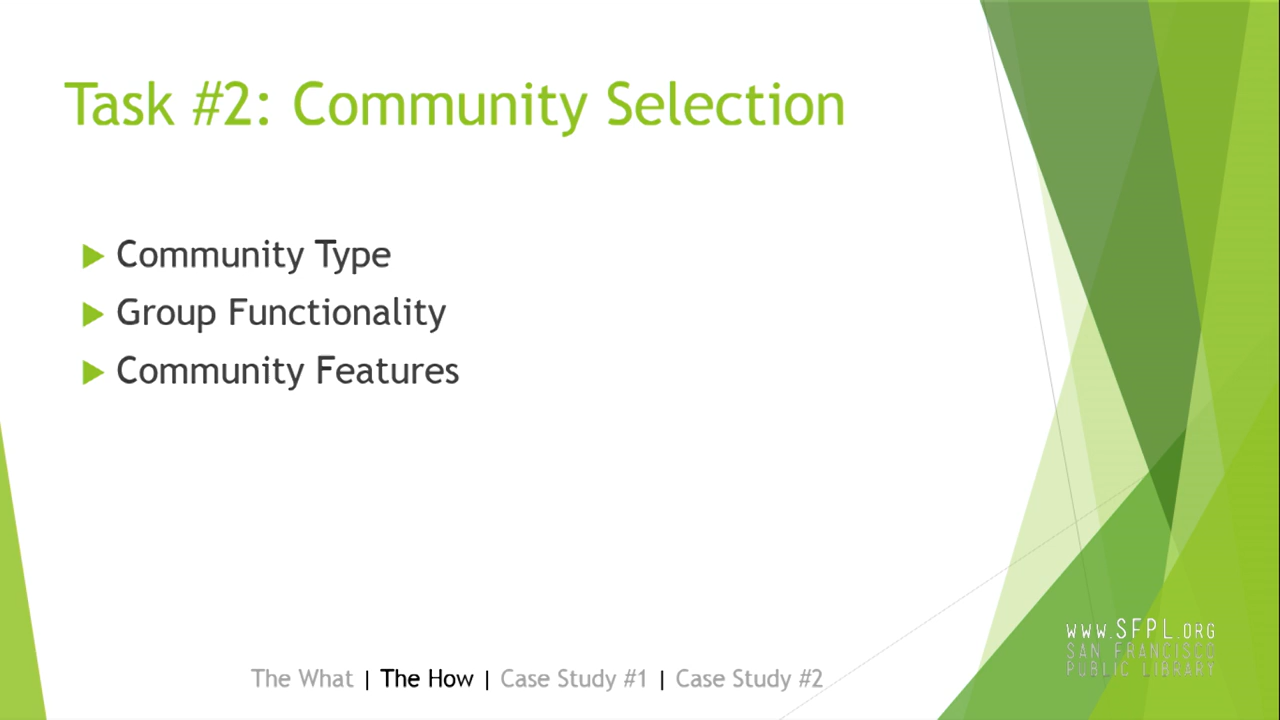 Task #2: Community Selection
Community Type
Group Functionality
Community Features
The What | The How | Case Study #1 | Case Study #2
www.SFPL.ORG
SAN FRANCISCO
PUBLIC LIBRARY